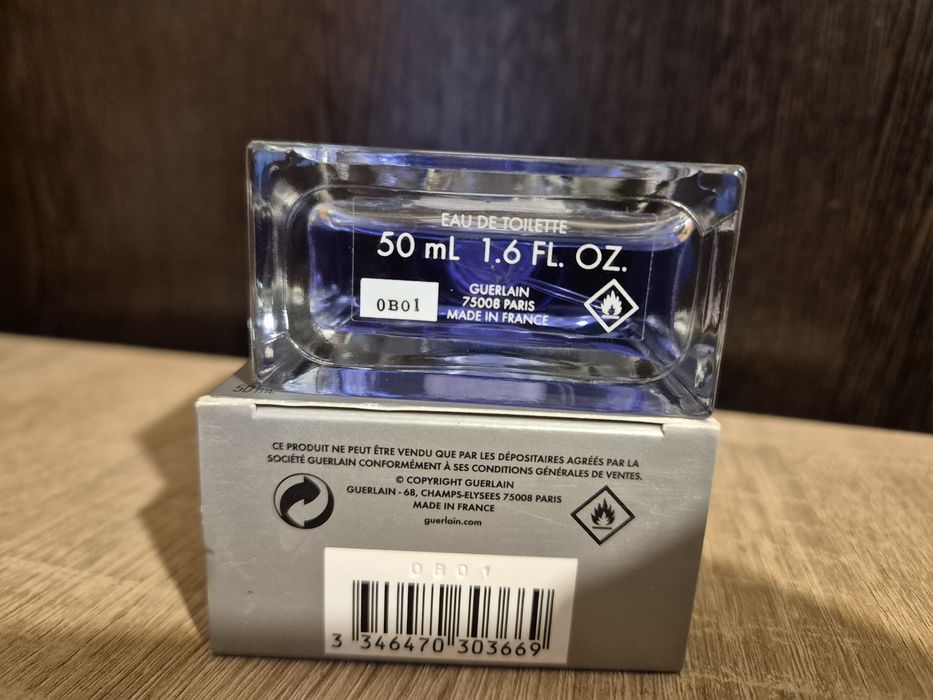 EAU DE TOILETTE
50 mL 1.6 FL. OZ.
0B01
GUERLAIN
75008 PARIS
MADE IN FRANCE
50 mL
CE PRODUIT NE PEUT ÊTRE VENDU QUE PAR LES DÉPOSITAIRES AGRÉÉS PAR LA
SOCIÉTÉ GUERLAIN CONFORMÉMENT À SES CONDITIONS GÉNÉRALES DE VENTES.
© COPYRIGHT GUERLAIN
GUERLAIN - 68, CHAMPS-ELYSEES 75008 PARIS
MADE IN FRANCE
guerlain.com
0B01
3 346470 303669